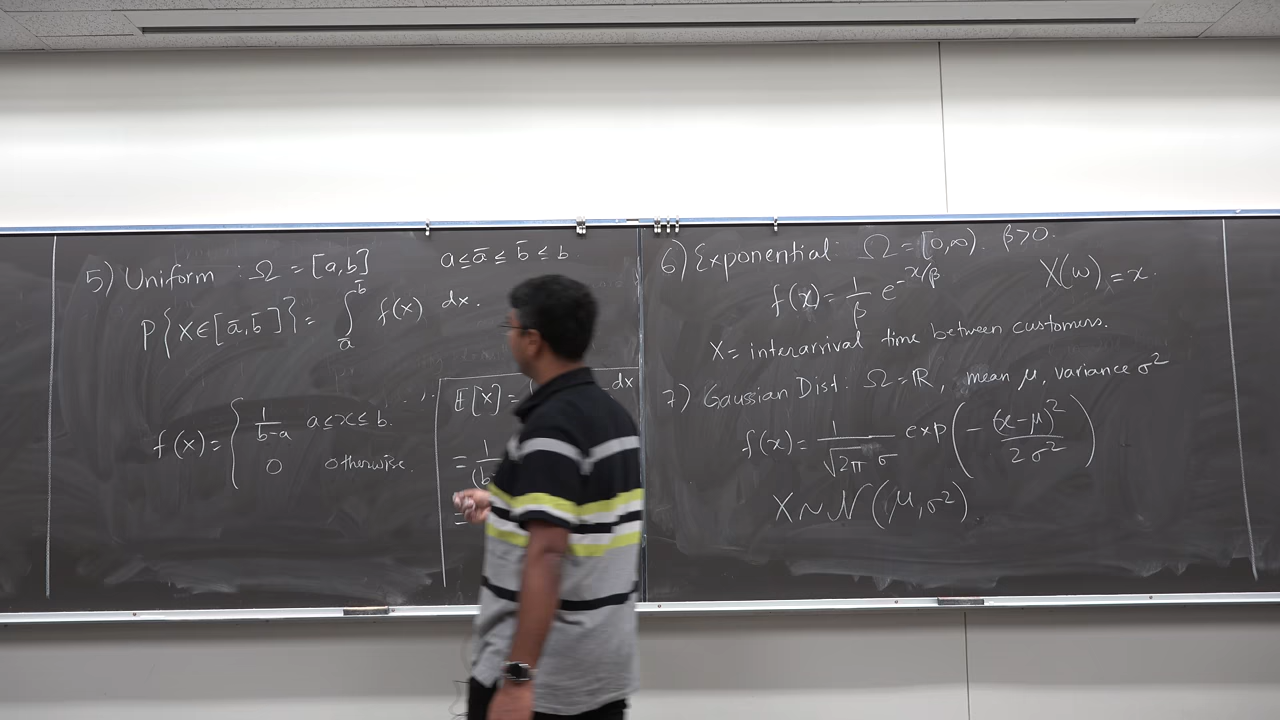 5) Uniform : Ω = [a,b] a ≤ a̅ ≤ b̅ ≤ b
P{X∈[a̅,b̅]} = ∫_a̅^b̅ f(x) dx.
f(x) = { 1/(b-a) a≤x≤b.
0 otherwise.
E[X] = dx
= 1
=
6) Exponential: Ω = [0,∞). β>0.
f(x) = 1/β e^{-x/β} X(ω) = x.
X = interarrival time between customers.
7) Gaussian Dist: Ω = ℝ, mean μ, variance σ²
f(x) = 1/(√2π σ) exp(-(x-μ)²/2σ²)
X ~ N(μ,σ²)